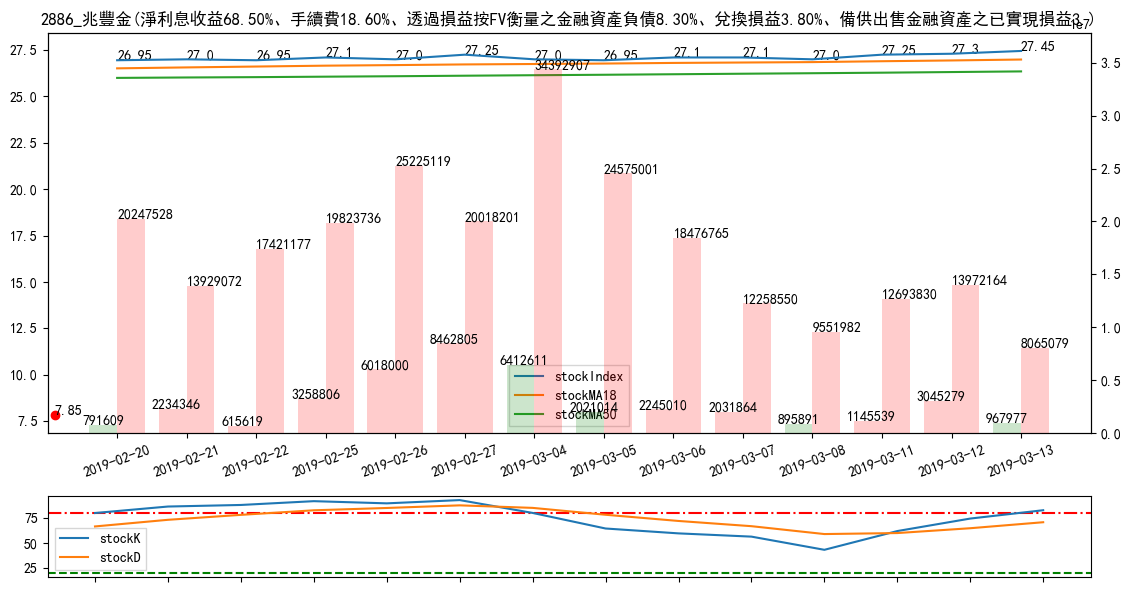 2886_兆豐金(淨利息收益68.50%、手續費18.60%、透過損益按FV衡量之金融資產負債8.30%、兌換損益3.80%、備供出售金融資產之已實現損益3.)
1e7
27.5
25.0
22.5
20.0
17.5
15.0
12.5
10.0
7.5
3.5
3.0
2.5
2.0
1.5
1.0
0.5
0.0
26.95 27.0 26.95 27.1 27.0 27.25 27.0 26.95 27.1 27.1 27.0 27.25 27.3 27.45
20247528 13929072 17421177 19823736 25225119 20018201 34392907 24575001 18476765 12258550 9551982 12693830 13972164 8065079
7.85
791609 2234346 615619 3258806 6018000 8462805 6412611 2021014 2245010 2031864 895891 1145539 3045279 967977
stockIndex
stockMA18
stockMA50
2019-02-20 2019-02-21 2019-02-22 2019-02-25 2019-02-26 2019-02-27 2019-03-04 2019-03-05 2019-03-06 2019-03-07 2019-03-08 2019-03-11 2019-03-12 2019-03-13
75
50
25
stockK
stockD